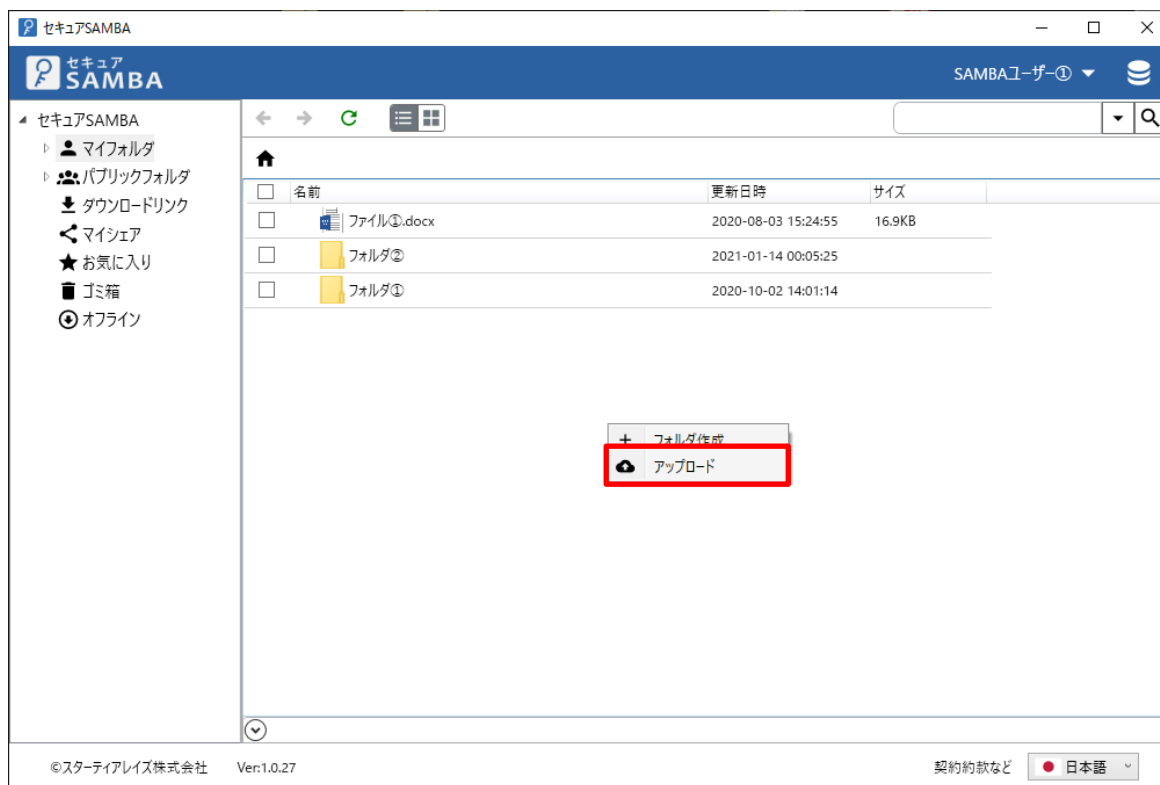 セキュアSAMBA
セキュア
SAMBA
SAMBAユーザー①
セキュアSAMBA
マイフォルダ
パブリックフォルダ
ダウンロードリンク
マイシェア
お気に入り
ゴミ箱
オフライン
名前 更新日時 サイズ
ファイル①.docx 2020-08-03 15:24:55 16.9KB
フォルダ② 2021-01-14 00:05:25
フォルダ① 2020-10-02 14:01:14
フォルダ作成
アップロード
©スターティアレイズ株式会社 Ver:1.0.27 契約約款など 日本語